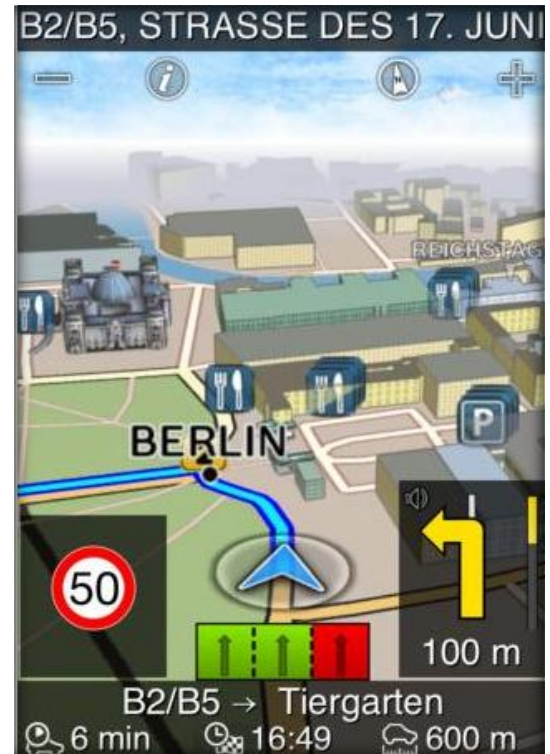 B2/B5, STRASSE DES 17. JUNI
REICHSTAG
BERLIN
P
50
100 m
B2/B5 → Tiergarten
6 min 16:49 600 m